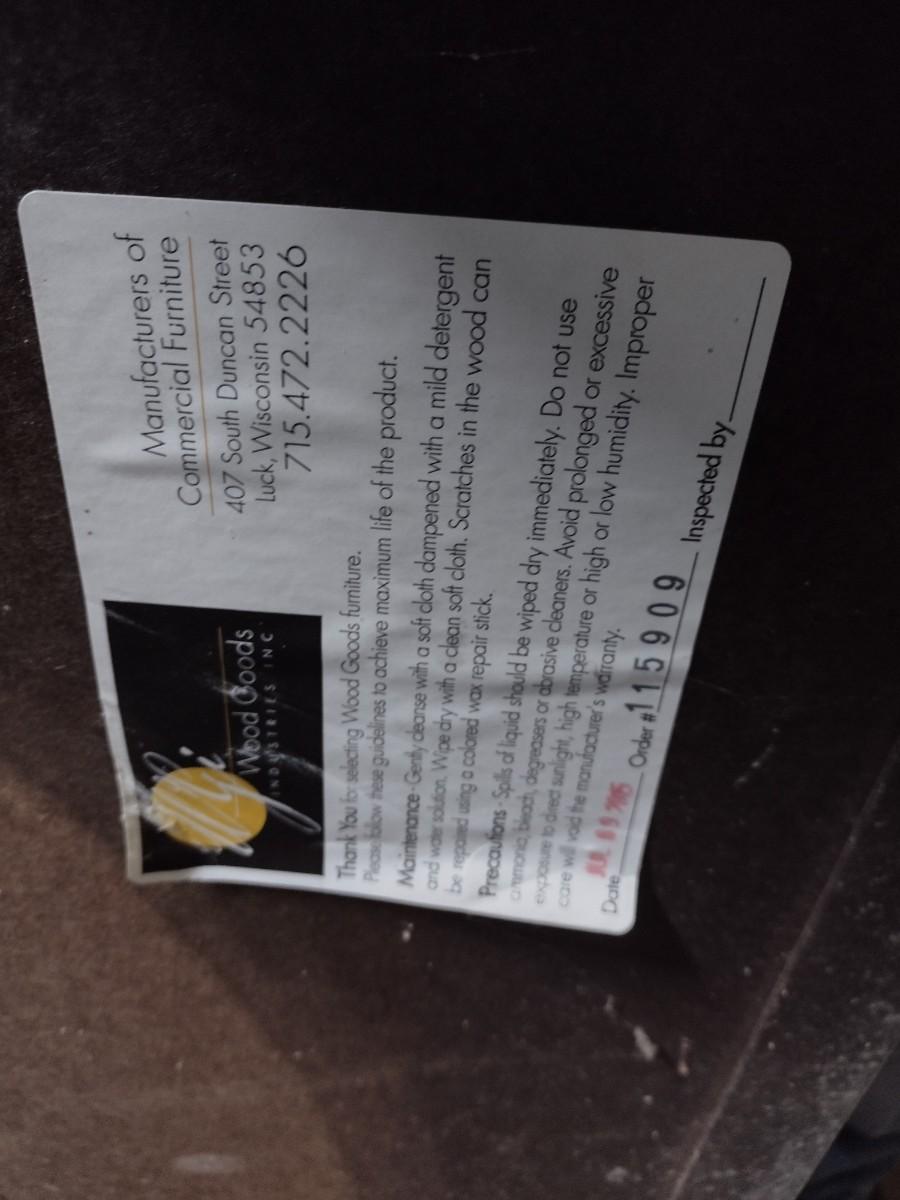 Wood Goods
INDUSTRIES INC
Manufacturers of
Commercial Furniture
407 South Duncan Street
Luck, Wisconsin 54853
715.472.2226
Thank You for selecting Wood Goods furniture.
Please follow these guidelines to achieve maximum life of the product.
Maintenance - Gently cleanse with a soft cloth dampened with a mild detergent
and water solution. Wipe dry with a clean soft cloth. Scratches in the wood can
be repaired using a colored wax repair stick.
Precautions - Spills of liquid should be wiped dry immediately. Do not use
ammonia, bleach, degreasers or abrasive cleaners. Avoid prolonged or excessive
exposure to direct sunlight, high temperature or high or low humidity. Improper
care will void the manufacturer's warranty.
Date JUL Order # 115909 Inspected by